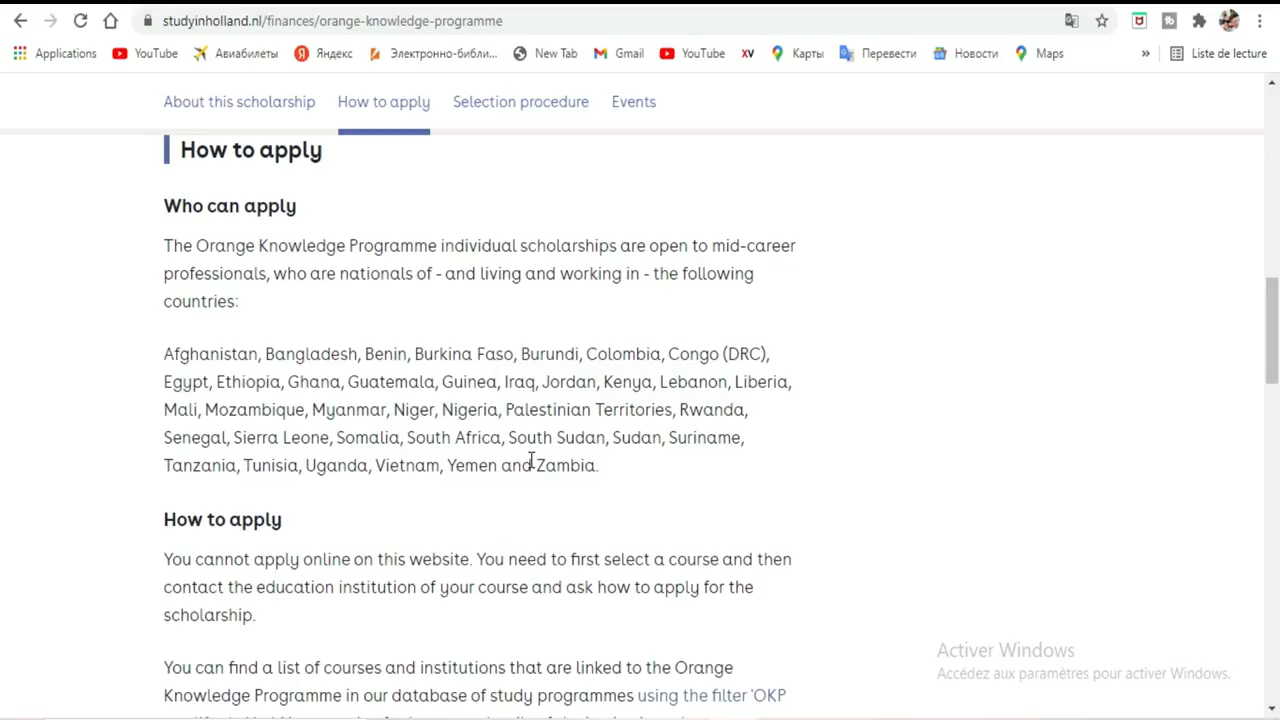 studyinholland.nl/finances/orange-knowledge-programme
Applications YouTube Авиабилеты Яндекс Электронно-библи... New Tab Gmail YouTube XV Карты Перевести Новости Maps » Liste de lecture
About this scholarship How to apply Selection procedure Events
How to apply
Who can apply
The Orange Knowledge Programme individual scholarships are open to mid-career
professionals, who are nationals of - and living and working in - the following
countries:
Afghanistan, Bangladesh, Benin, Burkina Faso, Burundi, Colombia, Congo (DRC),
Egypt, Ethiopia, Ghana, Guatemala, Guinea, Iraq, Jordan, Kenya, Lebanon, Liberia,
Mali, Mozambique, Myanmar, Niger, Nigeria, Palestinian Territories, Rwanda,
Senegal, Sierra Leone, Somalia, South Africa, South Sudan, Sudan, Suriname,
Tanzania, Tunisia, Uganda, Vietnam, Yemen and Zambia.
How to apply
You cannot apply online on this website. You need to first select a course and then
contact the education institution of your course and ask how to apply for the
scholarship.
You can find a list of courses and institutions that are linked to the Orange
Knowledge Programme in our database of study programmes using the filter 'OKP
Activer Windows
Accédez aux paramètres pour activer Windows.